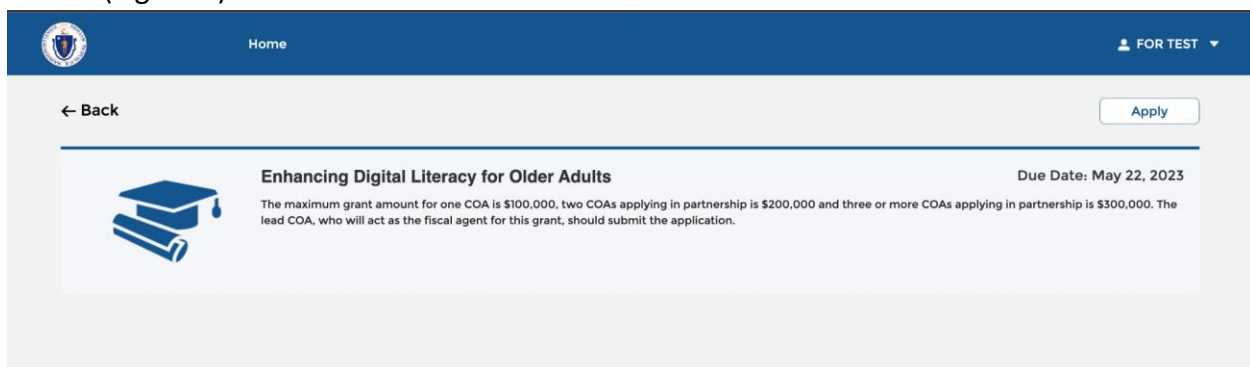 Home
FOR TEST
← Back
Apply
Enhancing Digital Literacy for Older Adults
Due Date: May 22, 2023
The maximum grant amount for one COA is $100,000, two COAs applying in partnership is $200,000 and three or more COAs applying in partnership is $300,000. The
lead COA, who will act as the fiscal agent for this grant, should submit the application.